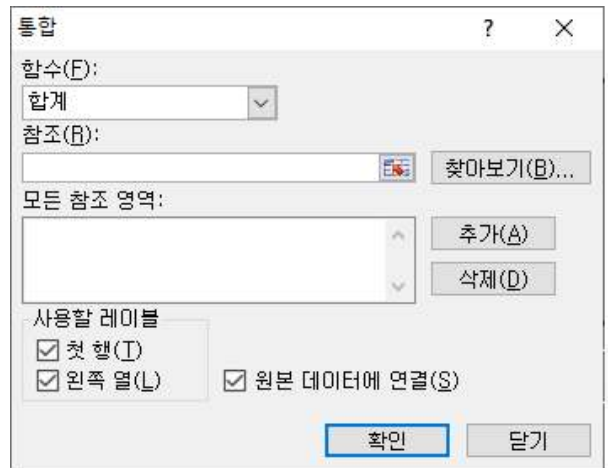 통합 ?
함수(F):
합계
참조(R):
찾아보기(B)...
모든 참조 영역:
추가(A)
삭제(D)
사용할 레이블
첫 행(T)
왼쪽 열(L) 원본 데이터에 연결(S)
확인 닫기